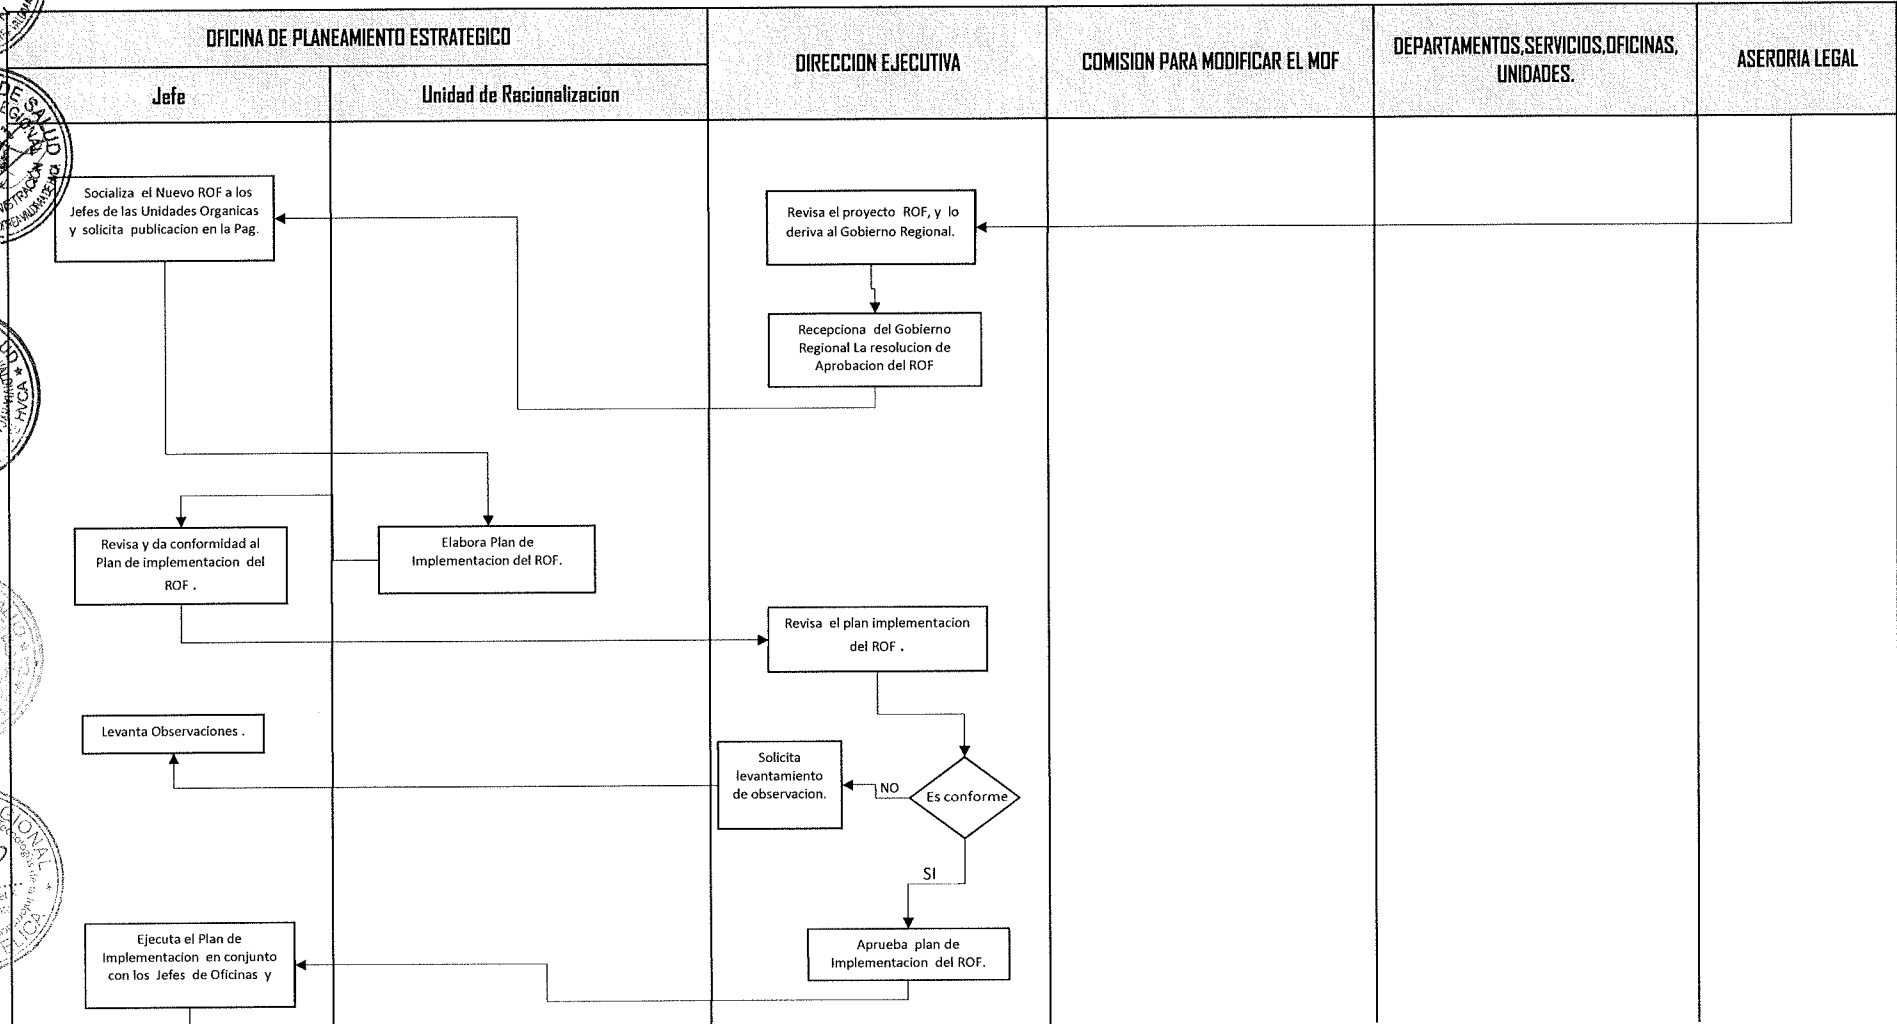 OFICINA DE PLANEAMIENTO ESTRATEGICO
Jefe
Unidad de Racionalizacion
DIRECCION EJECUTIVA
COMISION PARA MODIFICAR EL MOF
DEPARTAMENTOS,SERVICIOS,OFICINAS,
UNIDADES.
ASERORIA LEGAL
DE SALUD
Socializa el Nuevo ROF a los
Jefes de las Unidades Organicas
y solicita publicacion en la Pag.
Revisa el proyecto ROF, y lo
deriva al Gobierno Regional.
Recepciona del Gobierno
Regional La resolucion de
Aprobacion del ROF
Revisa y da conformidad al
Plan de implementacion del
ROF .
Elabora Plan de
Implementacion del ROF.
Revisa el plan implementacion
del ROF .
Levanta Observaciones .
Solicita
levantamiento
de observacion.
NO
Es conforme
SI
Ejecuta el Plan de
Implementacion en conjunto
con los Jefes de Oficinas y
Aprueba plan de
Implementacion del ROF.